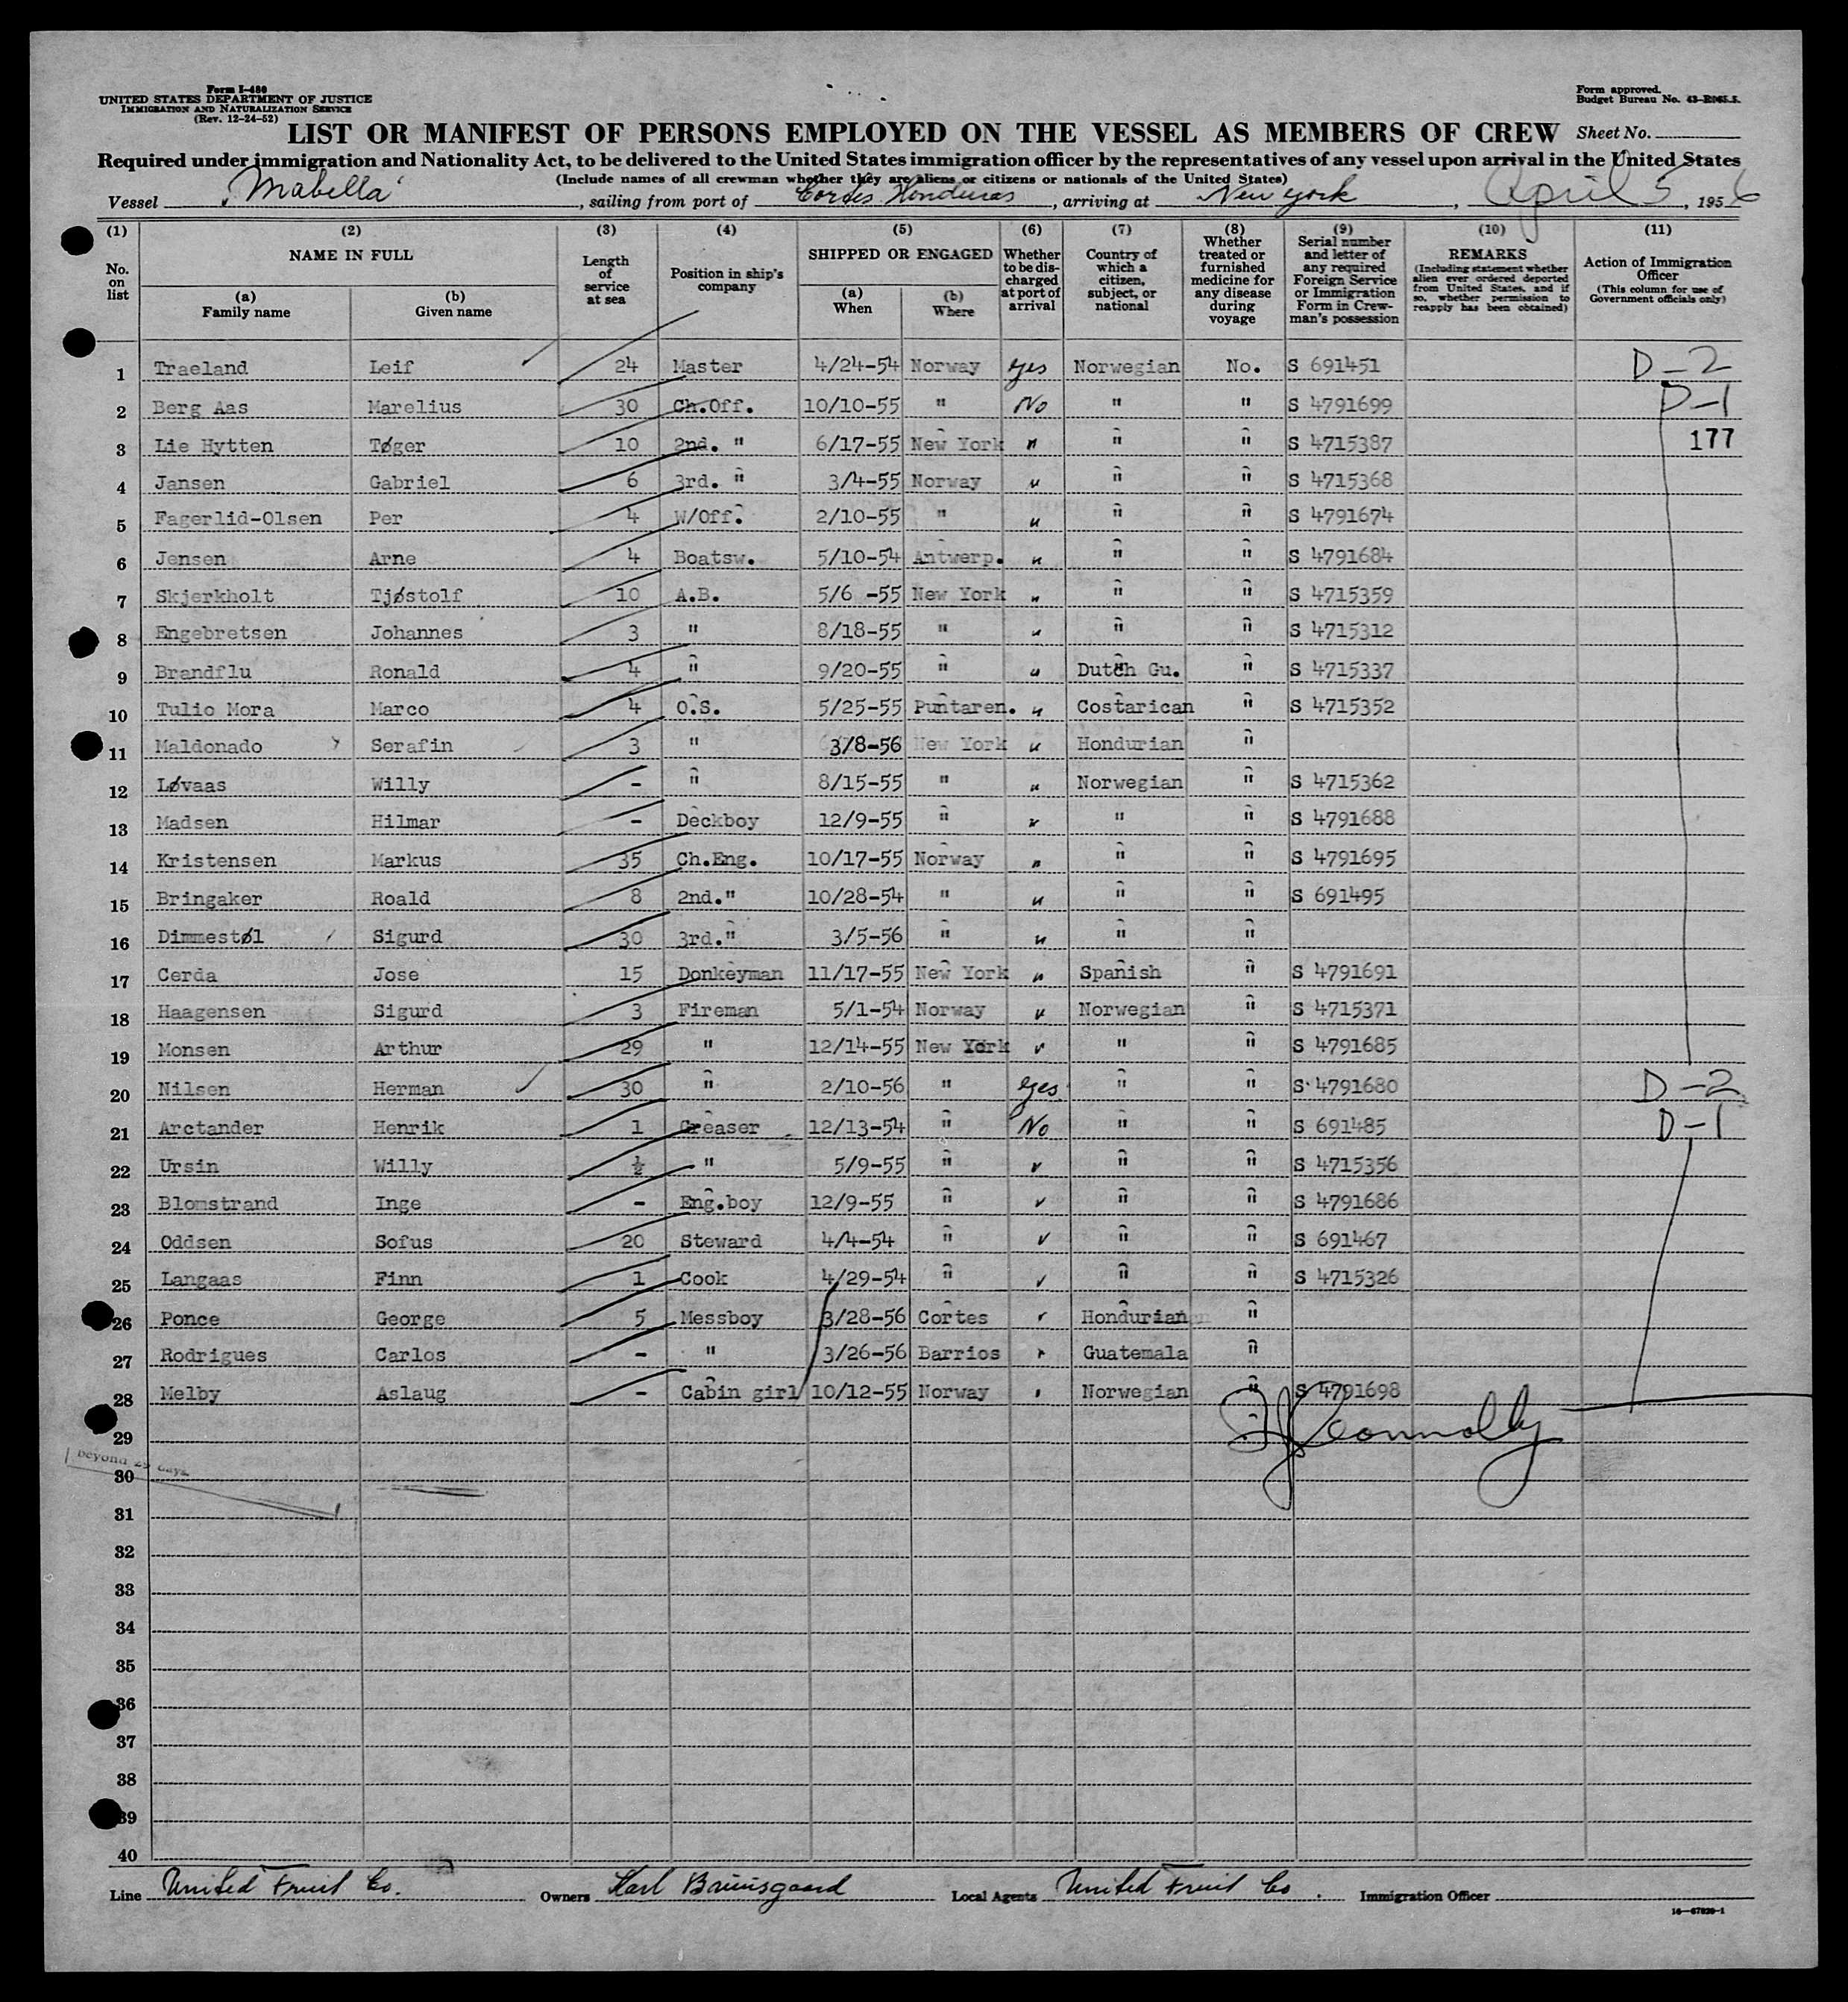 Form I-480
UNITED STATES DEPARTMENT OF JUSTICE
IMMIGRATION AND NATURALIZATION SERVICE
(Rev. 12-24-52)
Form approved.
Budget Bureau No. 43-R065.5.
LIST OR MANIFEST OF PERSONS EMPLOYED ON THE VESSEL AS MEMBERS OF CREW Sheet No.
Required under immigration and Nationality Act, to be delivered to the United States immigration officer by the representatives of any vessel upon arrival in the United States
(Include names of all crewman whether they are aliens or citizens or nationals of the United States)
Vessel Mabella, sailing from port of Cortes Honduras, arriving at New York, April 5, 1956
(1) No. on list
(2) NAME IN FULL
(a) Family name
(b) Given name
(3) Length of service at sea
(4) Position in ship's company
(5) SHIPPED OR ENGAGED
(a) When
(b) Where
(6) Whether to be discharged at port of arrival
(7) Country of which a citizen, subject, or national
(8) Whether treated or furnished medicine for any disease during voyage
(9) Serial number and letter of any required Foreign Service or Immigration Form in Crewman's possession
(10) REMARKS (Including statement whether alien ever ordered deported from United States, and if so, whether permission to reapply has been obtained)
(11) Action of Immigration Officer (This column for use of Government officials only)
1 Traeland Leif 24 Master 4/24-54 Norway yes Norwegian No. S 691451 D-2
2 Berg Aas Marelius 30 Ch.Off. 10/10-55 " No " " S 4791699 D-1
3 Lie Hytten Tøger 10 2nd. " 6/17-55 New York " " " S 4715387 177
4 Jansen Gabriel 6 3rd. " 3/4-55 Norway " " " S 4715368
5 Fagerlid-Olsen Per 4 W/Off. 2/10-55 " " " " S 4791674
6 Jensen Arne 4 Boatsw. 5/10-54 Antwerp. " " " S 4791684
7 Skjerkholt Tjøstolf 10 A.B. 5/6 -55 New York " " " S 4715359
8 Engebretsen Johannes 3 " 8/18-55 " " " " S 4715312
9 Brandflu Ronald 4 " 9/20-55 " " Dutch Gu. " S 4715337
10 Tulio Mora Marco 4 O.S. 5/25-55 Puntaren. " Costarican " S 4715352
11 Maldonado Serafin 3 " 3/8-56 New York " Hondurian "
12 Løvaas Willy - " 8/15-55 " " Norwegian " S 4715362
13 Madsen Hilmar - Deckboy 12/9-55 " " " " S 4791688
14 Kristensen Markus 35 Ch.Eng. 10/17-55 Norway " " " S 4791695
15 Bringaker Roald 8 2nd." 10/28-54 " " " " S 691495
16 Dimmestøl Sigurd 30 3rd." 3/5-56 " " " "
17 Cerda Jose 15 Donkeyman 11/17-55 New York " Spanish " S 4791691
18 Haagensen Sigurd 3 Fireman 5/1-54 Norway " Norwegian " S 4715371
19 Monsen Arthur 29 " 12/14-55 New York " " " S 4791685
20 Nilsen Herman 30 " 2/10-56 " yes " " S 4791680 D-2
21 Arctander Henrik 1 Greaser 12/13-54 " No " " S 691485 D-1
22 Ursin Willy ½ " 5/9-55 " " " " S 4715356
23 Blomstrand Inge - Eng.boy 12/9-55 " " " " S 4791686
24 Oddsen Sofus 20 Steward 4/4-54 " " " " S 691467
25 Langaas Finn 1 Cook 4/29-54 " " " " S 4715326
26 Ponce George 5 Messboy 3/28-56 Cortes " Hondurian "
27 Rodrigues Carlos - " 3/26-56 Barrios " Guatemala "
28 Melby Aslaug - Cabin girl 10/12-55 Norway " Norwegian " S 4791698
29
Connolly
beyond 29 days
30
31
32
33
34
35
36
37
38
39
40
Line United Fruit Co. Owners Karl Bruusgaard Local Agents United Fruit Co. Immigration Officer